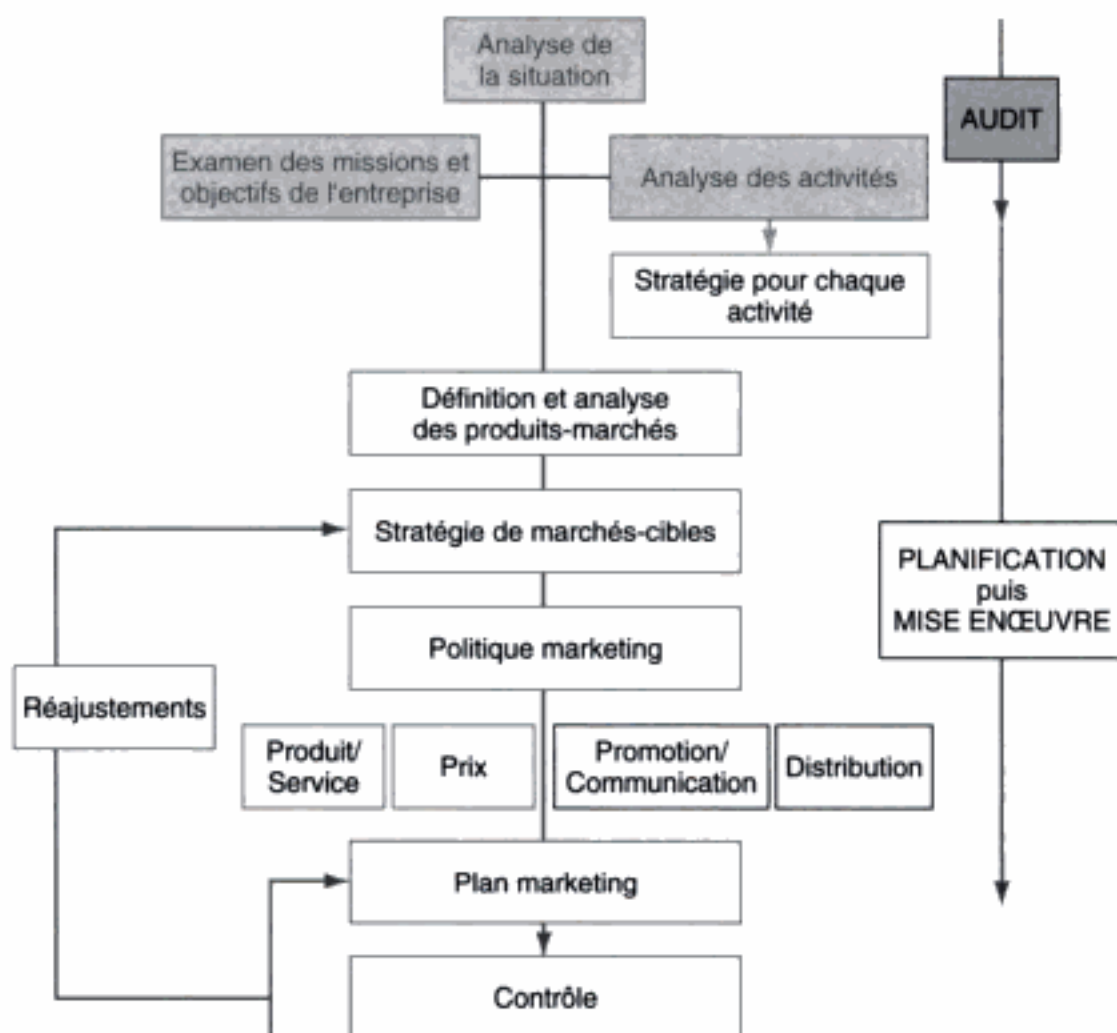 Analyse de
la situation
AUDIT
Examen des missions et
objectifs de l'entreprise
Analyse des activités
Stratégie pour chaque
activité
Définition et analyse
des produits-marchés
Stratégie de marchés-cibles
PLANIFICATION
puis
MISE ENŒUVRE
Politique marketing
Réajustements
Produit/
Service
Prix
Promotion/
Communication
Distribution
Plan marketing
Contrôle